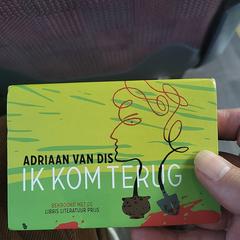 ADRIAAN VAN DIS
IK KOM TERUG
BEKROOND MET DE
LIBRIS LITERATUUR PRIJS